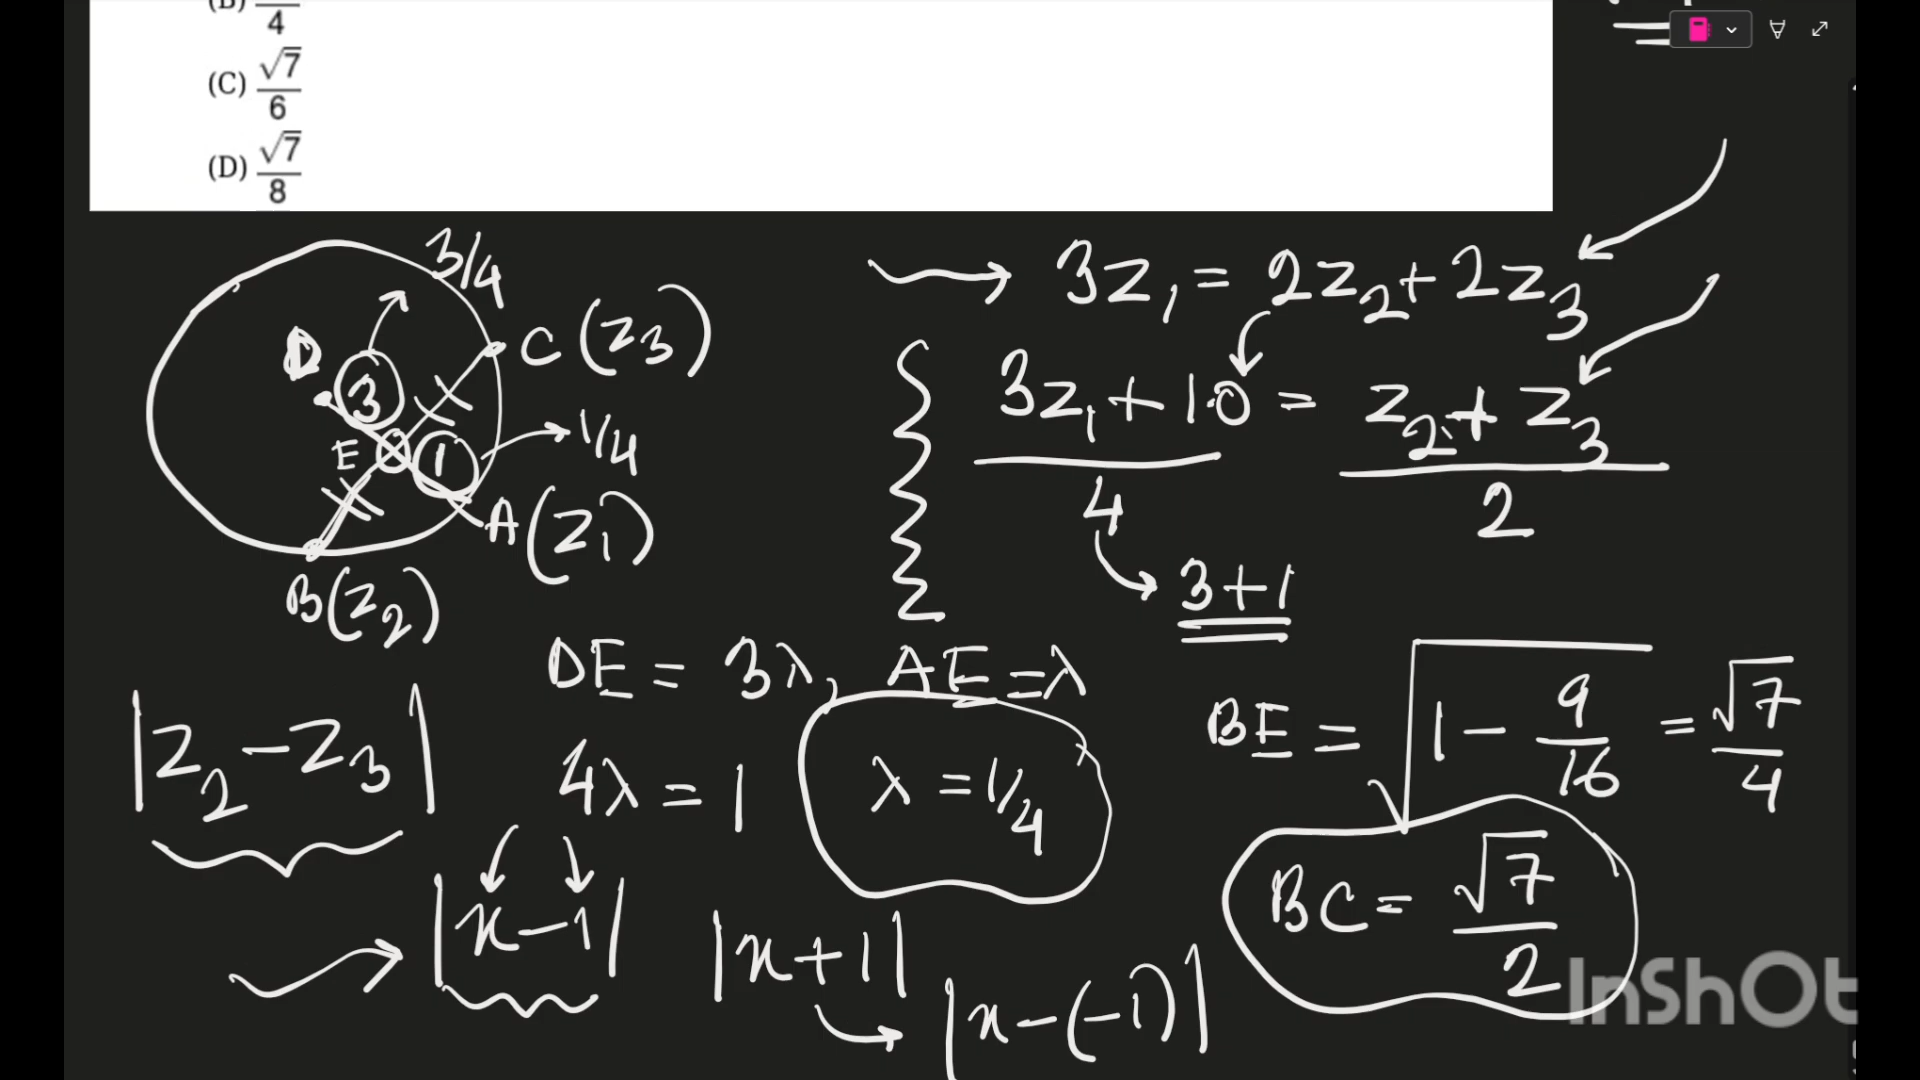 (B) 4
(C) √7/6
(D) √7/8
3/4
C (z3)
D
3
E
1
1/4
A (z1)
B(z2)
3z1 = 2z2 + 2z3
(3z1 + 1·0)/4 = (z2 + z3)/2
3+1
DE = 3λ, AE = λ
|z2 - z3|
4λ = 1
λ = 1/4
BE = √(1 - 9/16) = √7/4
BC = √7/2
|x - 1| |x + 1|
|x - (-1)|
InShOt